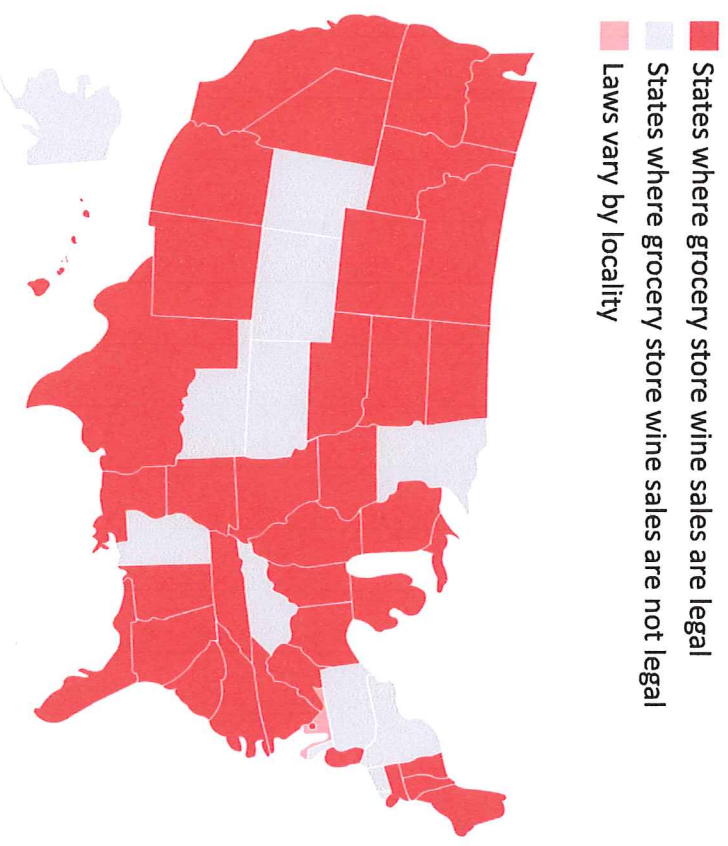 States where grocery store wine sales are legal
States where grocery store wine sales are not legal
Laws vary by locality